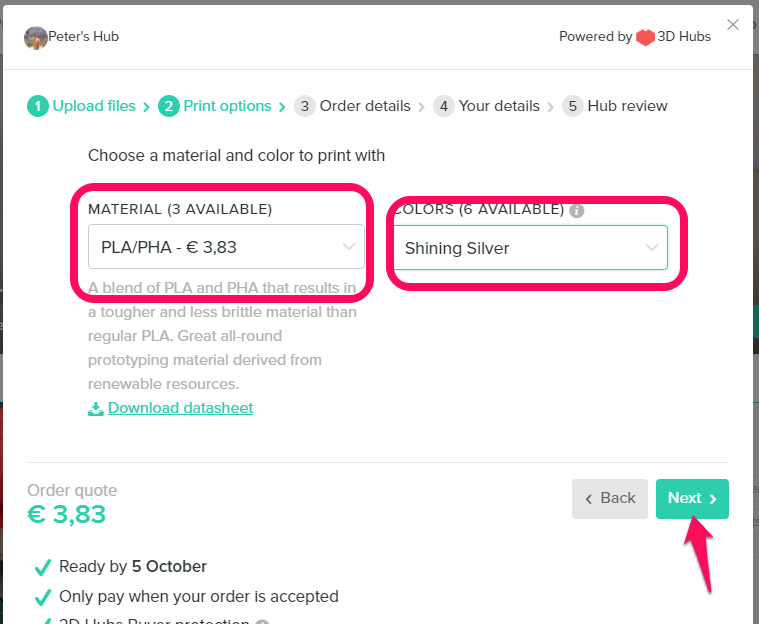 Peter's Hub
Powered by 3D Hubs
1 Upload files 2 Print options 3 Order details 4 Your details 5 Hub review
Choose a material and color to print with
MATERIAL (3 AVAILABLE)
COLORS (6 AVAILABLE) i
PLA/PHA - € 3,83
Shining Silver
A blend of PLA and PHA that results in
a tougher and less brittle material than
regular PLA. Great all-round
prototyping material derived from
renewable resources.
Download datasheet
Order quote
€ 3,83
Back
Next
Ready by 5 October
Only pay when your order is accepted
3D Hubs Buyer protection